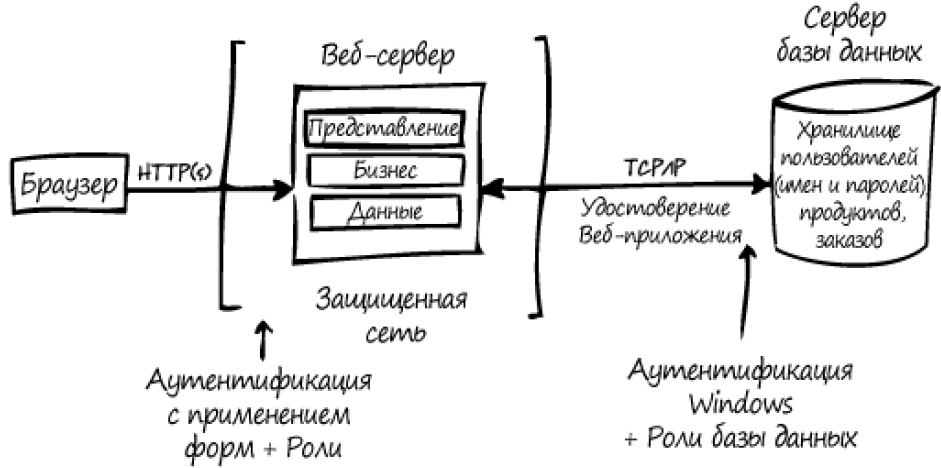 Сервер
базы данных
Веб-сервер
Представление
Бизнес
Данные
Браузер
HTTP(s)
TCP/IP
Удостоверение
Веб-приложения
Хранилище
пользователей
(имен и паролей),
продуктов,
заказов
Защищенная
сеть
Аутентификация
с применением
форм + Роли
Аутентификация
Windows
+ Роли базы данных